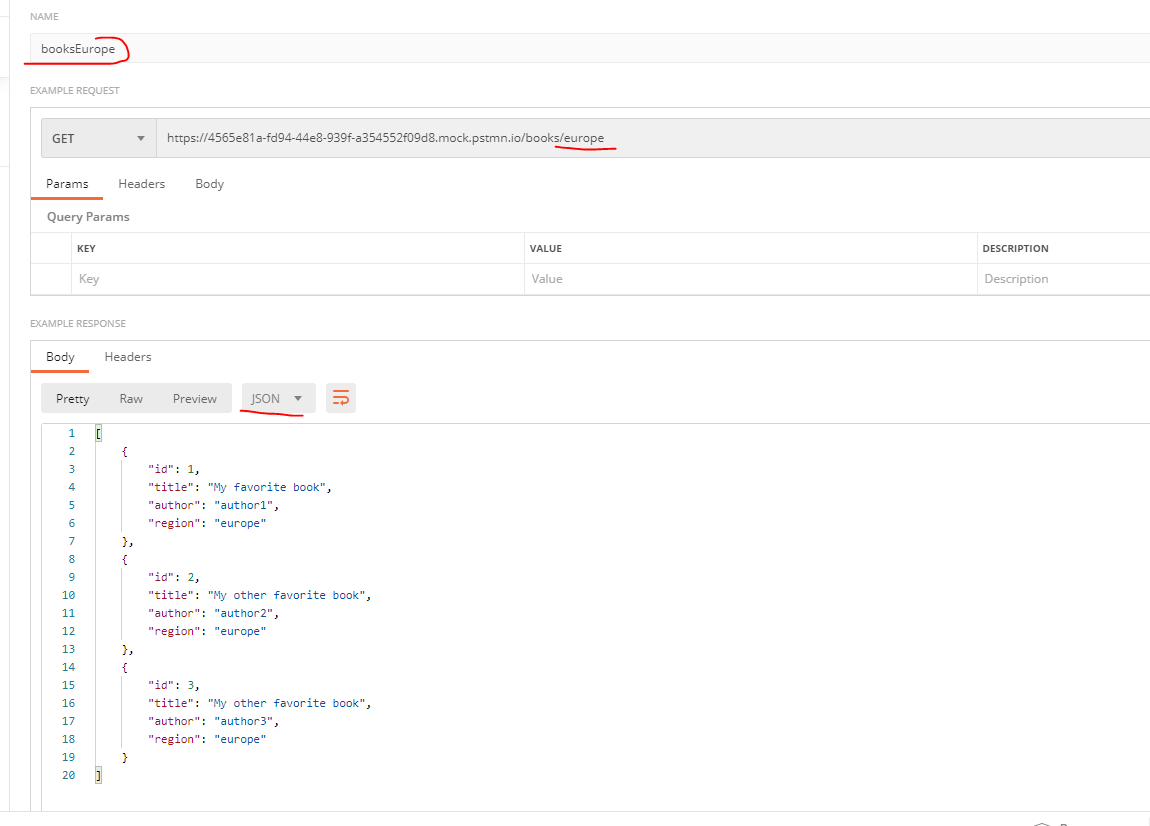 NAME
booksEurope
EXAMPLE REQUEST
GET https://4565e81a-fd94-44e8-939f-a354552f09d8.mock.pstmn.io/books/europe
Params Headers Body
Query Params
KEY VALUE DESCRIPTION
Key Value Description
EXAMPLE RESPONSE
Body Headers
Pretty Raw Preview JSON
1 [
2 {
3 "id": 1,
4 "title": "My favorite book",
5 "author": "author1",
6 "region": "europe"
7 },
8 {
9 "id": 2,
10 "title": "My other favorite book",
11 "author": "author2",
12 "region": "europe"
13 },
14 {
15 "id": 3,
16 "title": "My other favorite book",
17 "author": "author3",
18 "region": "europe"
19 }
20 ]